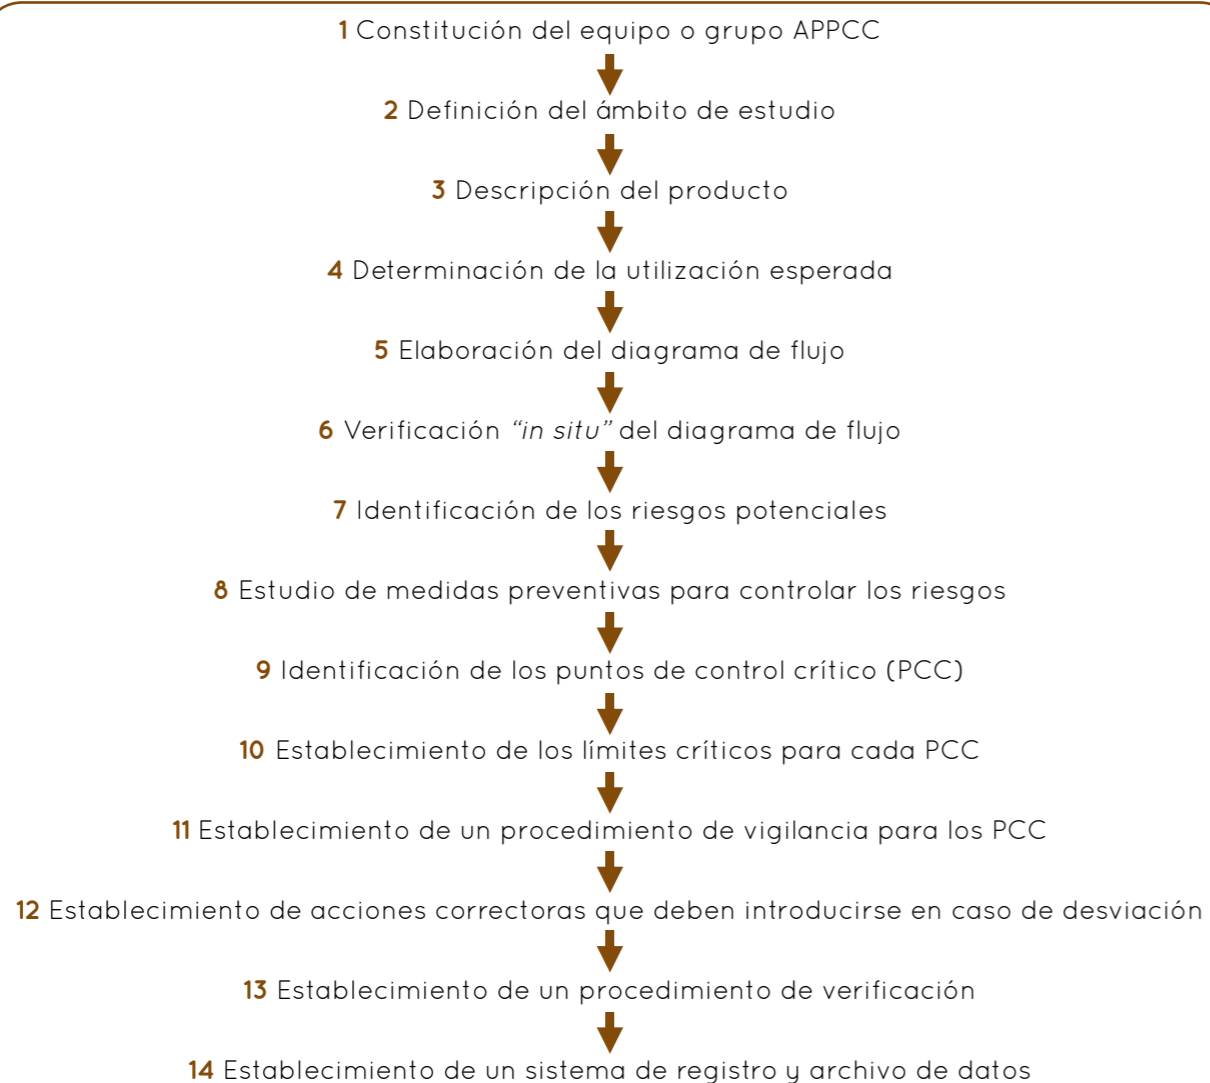 1 Constitución del equipo o grupo APPCC
2 Definición del ámbito de estudio
3 Descripción del producto
4 Determinación de la utilización esperada
5 Elaboración del diagrama de flujo
6 Verificación “in situ” del diagrama de flujo
7 Identificación de los riesgos potenciales
8 Estudio de medidas preventivas para controlar los riesgos
9 Identificación de los puntos de control crítico (PCC)
10 Establecimiento de los límites críticos para cada PCC
11 Establecimiento de un procedimiento de vigilancia para los PCC
12 Establecimiento de acciones correctoras que deben introducirse en caso de desviación
13 Establecimiento de un procedimiento de verificación
14 Establecimiento de un sistema de registro y archivo de datos